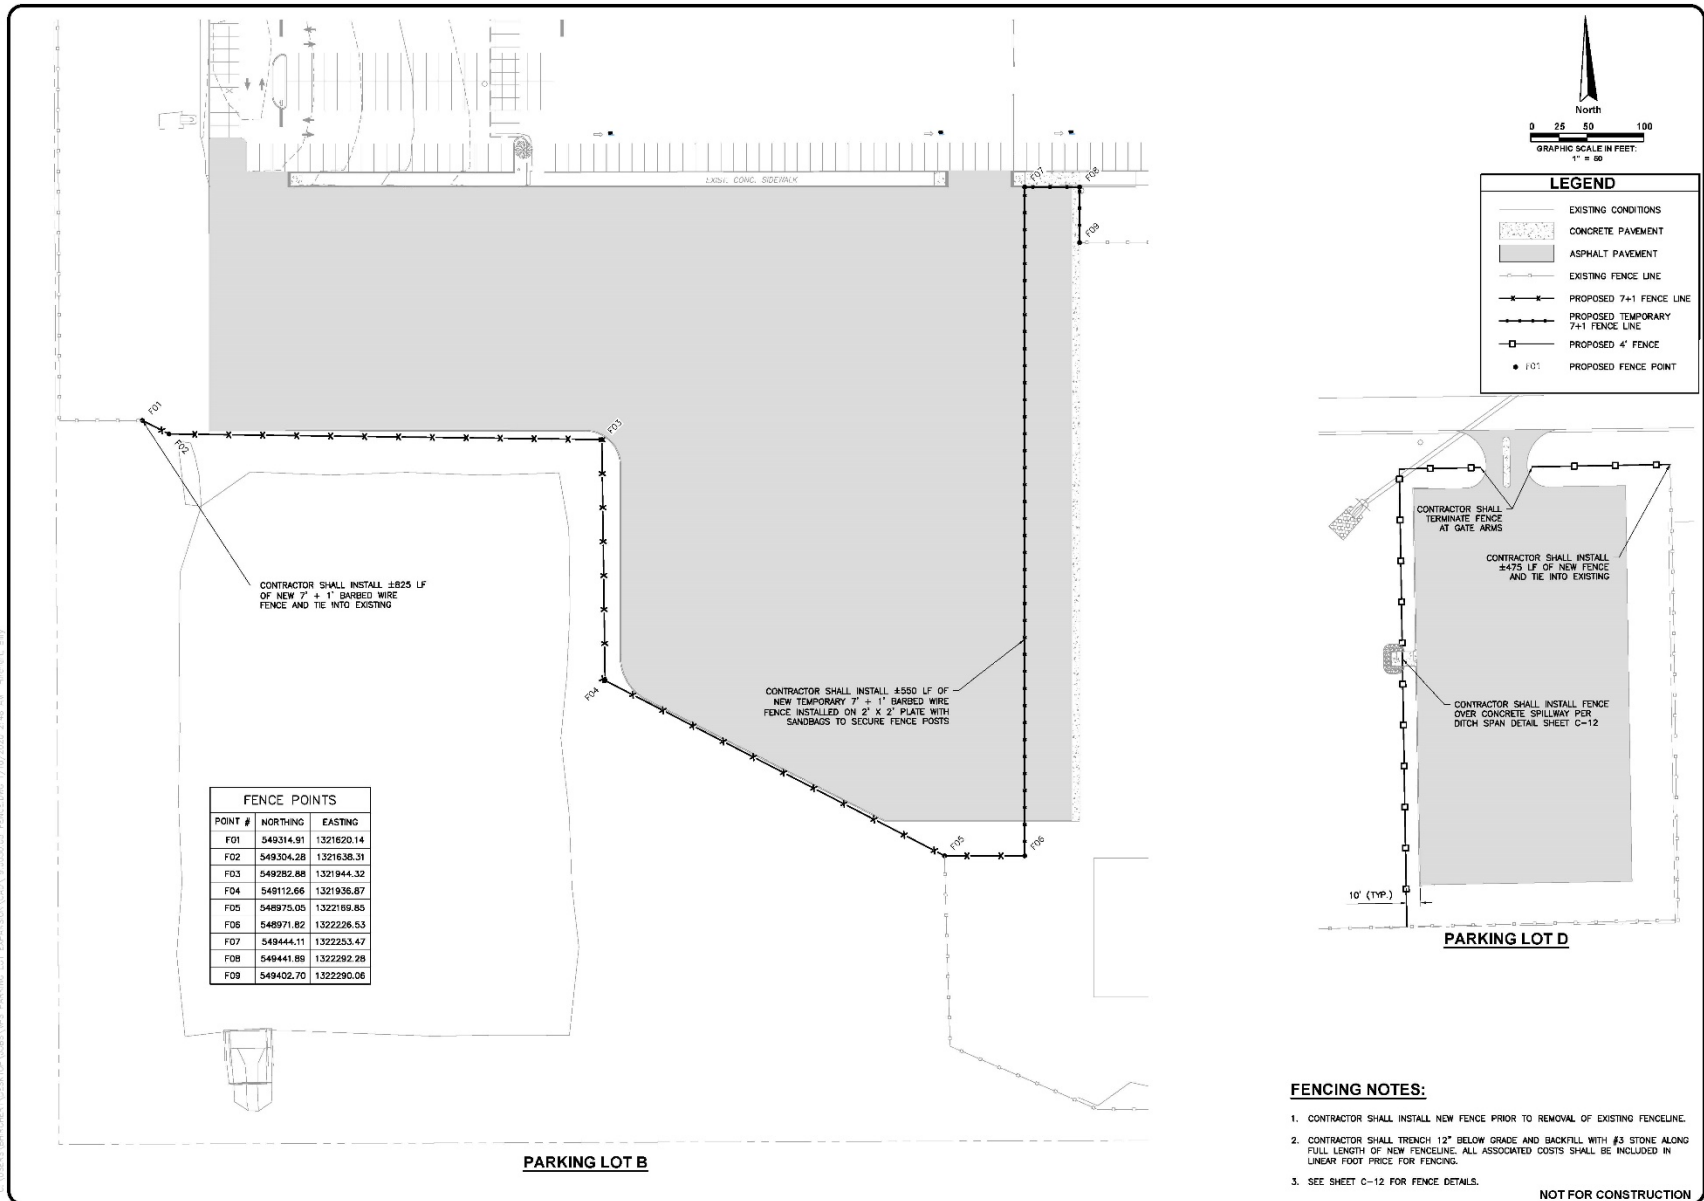 North
0 25 50 100
GRAPHIC SCALE IN FEET:
1" = 50
LEGEND
EXISTING CONDITIONS
CONCRETE PAVEMENT
ASPHALT PAVEMENT
EXISTING FENCE LINE
PROPOSED 7+1 FENCE LINE
PROPOSED TEMPORARY
7+1 FENCE LINE
PROPOSED 4' FENCE
F01 PROPOSED FENCE POINT
EXIST. CONC. SIDEWALK
F07
F08
F09
F01
F02
F03
F04
F05
F06
CONTRACTOR SHALL INSTALL ±825 LF
OF NEW 7' + 1' BARBED WIRE
FENCE AND TIE INTO EXISTING
CONTRACTOR SHALL INSTALL ±550 LF OF
NEW TEMPORARY 7' + 1' BARBED WIRE
FENCE INSTALLED ON 2' X 2' PLATE WITH
SANDBAGS TO SECURE FENCE POSTS
FENCE POINTS
POINT # NORTHING EASTING
F01 549314.91 1321620.14
F02 549304.28 1321638.31
F03 549282.88 1321944.32
F04 549112.66 1321936.87
F05 548975.05 1322169.85
F06 548971.82 1322226.53
F07 549444.11 1322253.47
F08 549441.89 1322292.28
F09 549402.70 1322290.06
PARKING LOT B
CONTRACTOR SHALL
TERMINATE FENCE
AT GATE ARMS
CONTRACTOR SHALL INSTALL
±475 LF OF NEW FENCE
AND TIE INTO EXISTING
CONTRACTOR SHALL INSTALL FENCE
OVER CONCRETE SPILLWAY PER
DITCH SPAN DETAIL SHEET C-12
10' (TYP.)
PARKING LOT D
FENCING NOTES:
1. CONTRACTOR SHALL INSTALL NEW FENCE PRIOR TO REMOVAL OF EXISTING FENCELINE.
2. CONTRACTOR SHALL TRENCH 12" BELOW GRADE AND BACKFILL WITH #3 STONE ALONG
FULL LENGTH OF NEW FENCELINE. ALL ASSOCIATED COSTS SHALL BE INCLUDED IN
LINEAR FOOT PRICE FOR FENCING.
3. SEE SHEET C-12 FOR FENCE DETAILS.
NOT FOR CONSTRUCTION